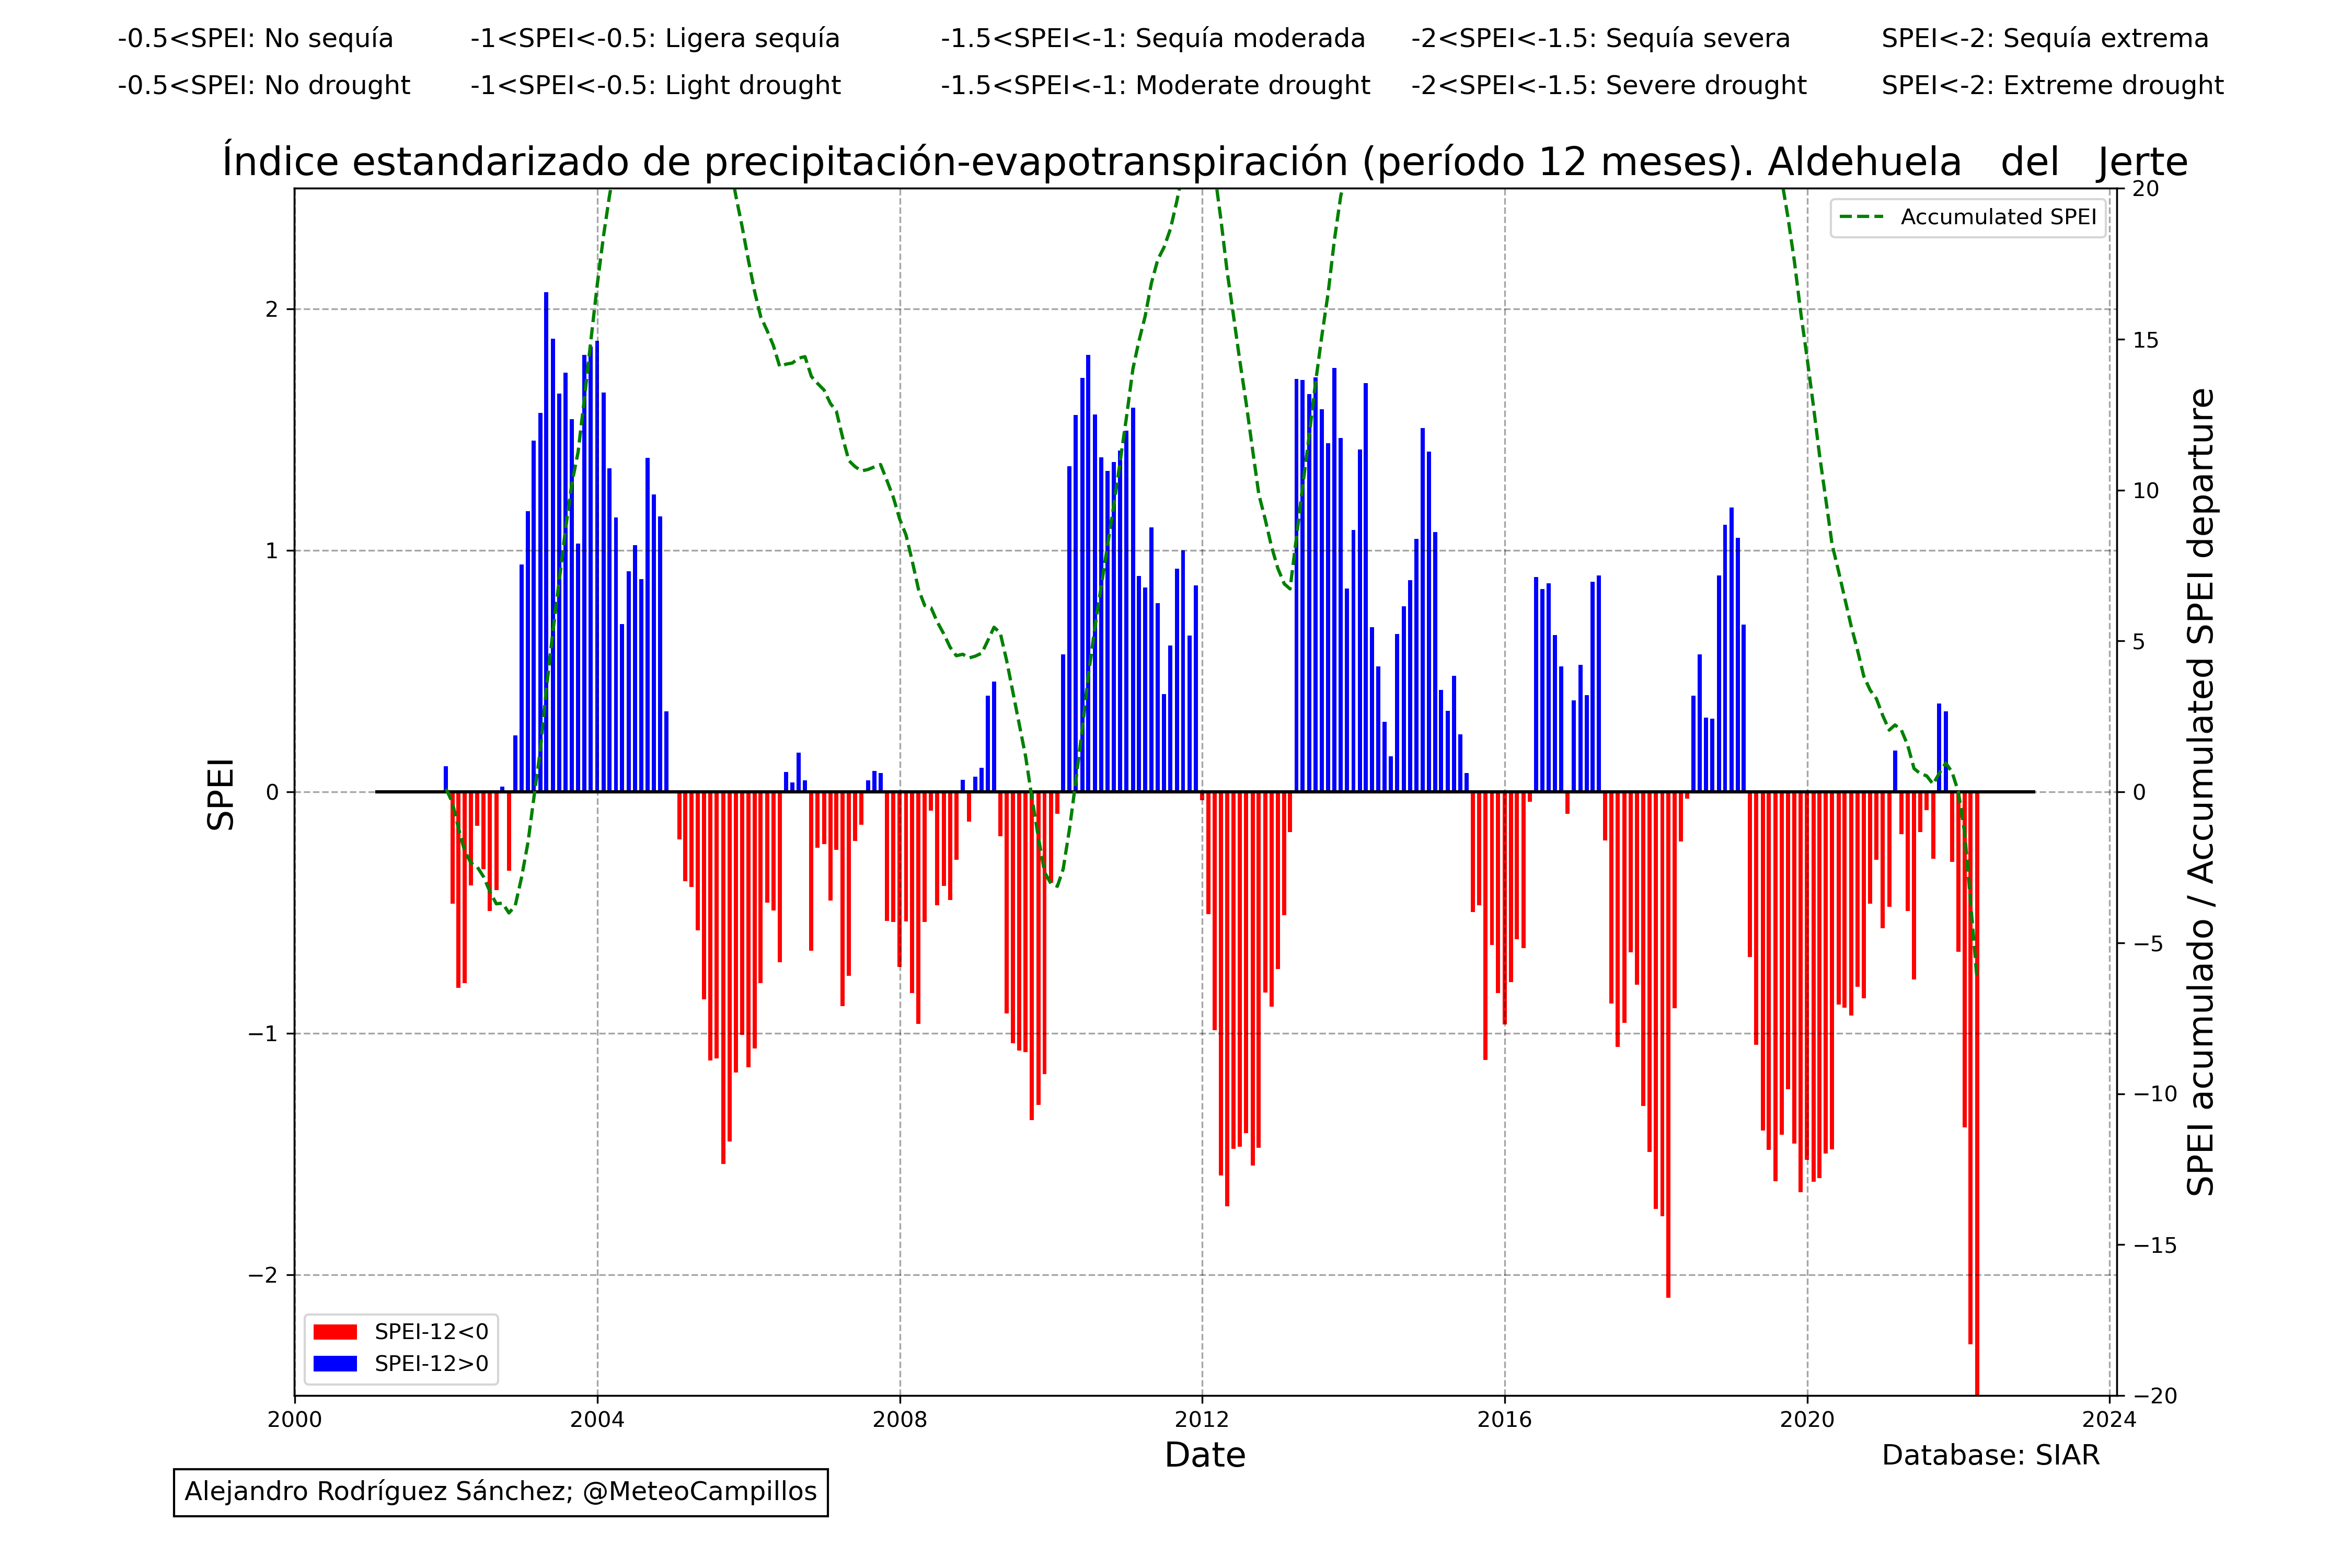 -0.5<SPEI: No sequía -1<SPEI<-0.5: Ligera sequía -1.5<SPEI<-1: Sequía moderada -2<SPEI<-1.5: Sequía severa SPEI<-2: Sequía extrema
-0.5<SPEI: No drought -1<SPEI<-0.5: Light drought -1.5<SPEI<-1: Moderate drought -2<SPEI<-1.5: Severe drought SPEI<-2: Extreme drought
Índice estandarizado de precipitación-evapotranspiración (período 12 meses). Aldehuela del Jerte
Accumulated SPEI
2
1
0
−1
−2
SPEI
20
15
10
5
0
−5
−10
−15
−20
SPEI acumulado / Accumulated SPEI departure
SPEI-12<0
SPEI-12>0
2000 2004 2008 2012 2016 2020 2024
Date
Database: SIAR
Alejandro Rodríguez Sánchez; @MeteoCampillos